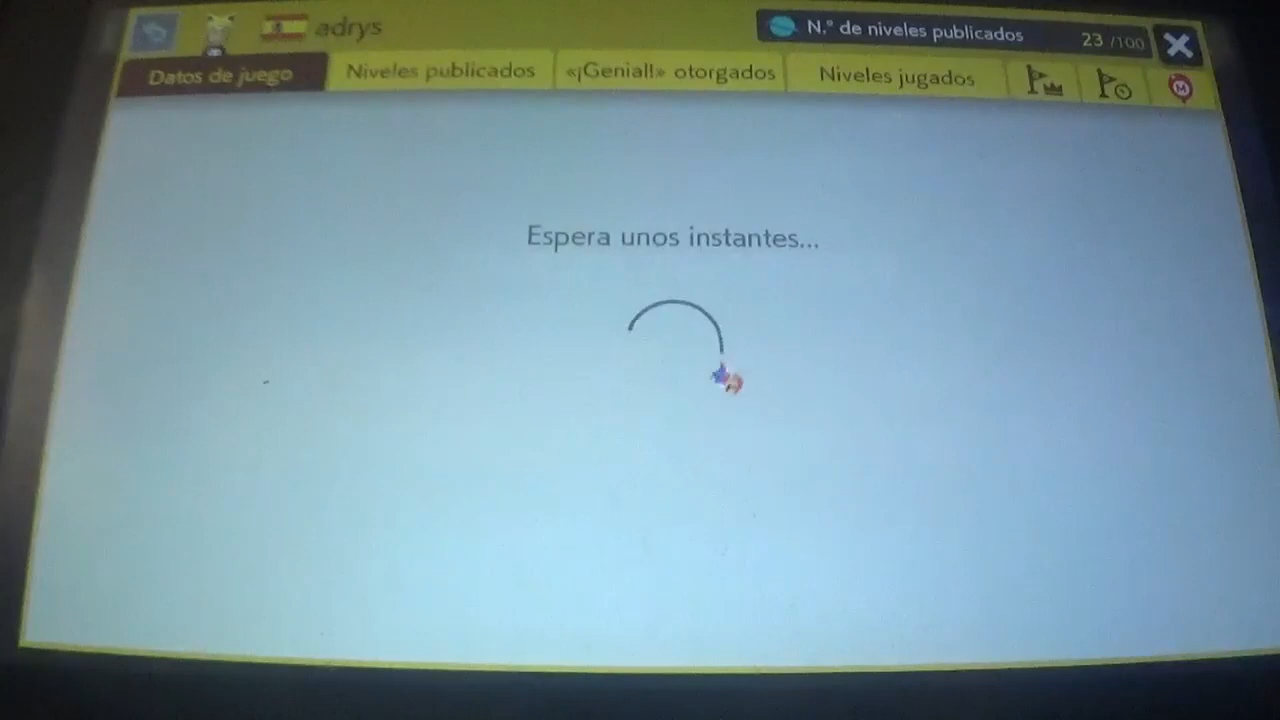 adrys
N.º de niveles publicados 23 /100
Datos de juego
Niveles publicados
«¡Genial!» otorgados
Niveles jugados
M
Espera unos instantes...